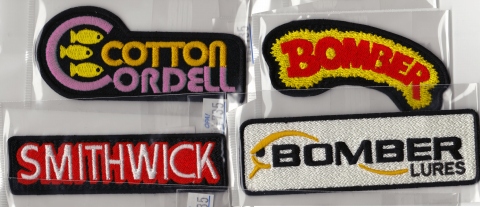 COTTON
CORDELL
BOMBER
SMITHWICK
BOMBER
LURES